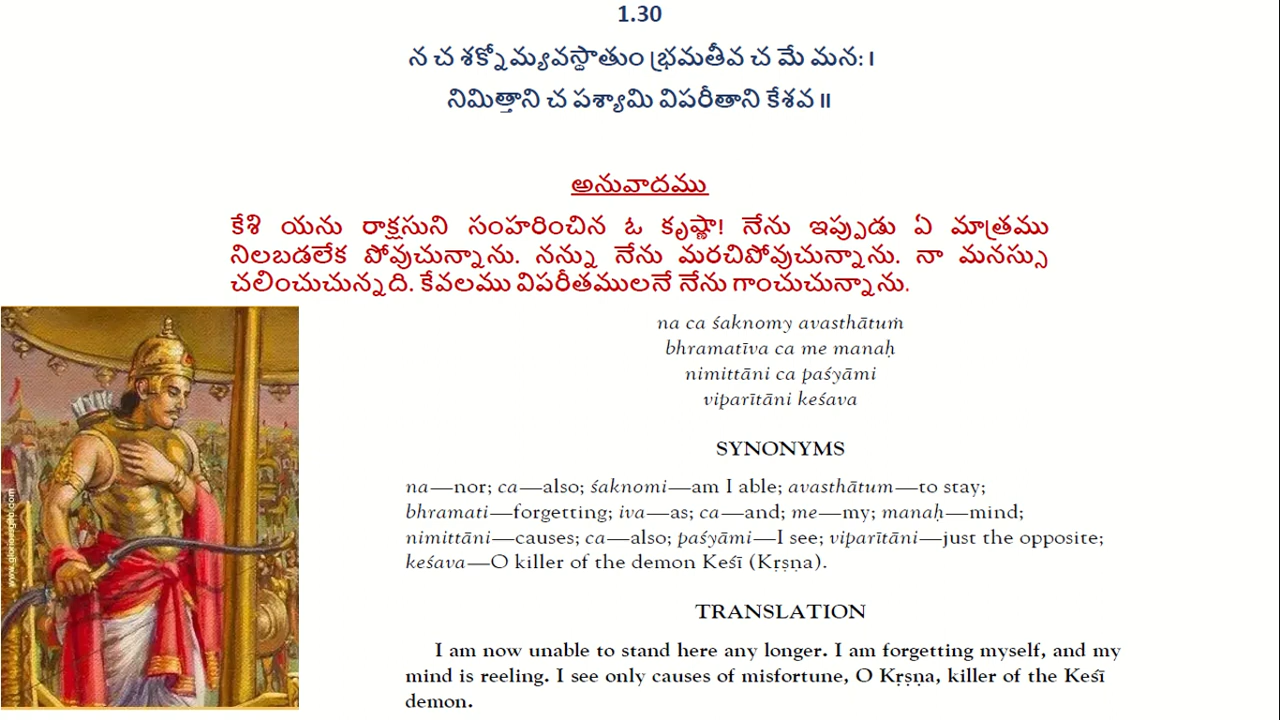 1.30
న చ శక్నోమ్యవస్థాతుం భ్రమతీవ చ మే మన: ।
నిమిత్తాని చ పశ్యామి విపరీతాని కేశవ ॥
అనువాదము
కేశి యను రాక్షసుని సంహరించిన ఓ కృష్ణా! నేను ఇప్పుడు ఏ మాత్రము
నిలబడలేక పోవుచున్నాను. నన్ను నేను మరచిపోవుచున్నాను. నా మనస్సు
చలించుచున్నది. కేవలము విపరీతములనే నేను గాంచుచున్నాను.
na ca śaknomy avasthātuṁ
bhramatīva ca me manaḥ
nimittāni ca paśyāmi
viparītāni keśava
SYNONYMS
na—nor; ca—also; śaknomi—am I able; avasthātum—to stay;
bhramati—forgetting; iva—as; ca—and; me—my; manaḥ—mind;
nimittāni—causes; ca—also; paśyāmi—I see; viparītāni—just the opposite;
keśava—O killer of the demon Keśī (Kṛṣṇa).
TRANSLATION
I am now unable to stand here any longer. I am forgetting myself, and my
mind is reeling. I see only causes of misfortune, O Kṛṣṇa, killer of the Keśī
demon.